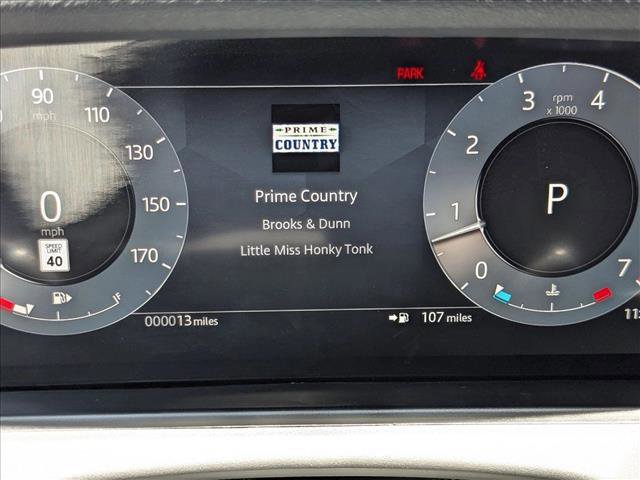 PARK
90
mph
110
130
150
170
0
mph
SPEED
LIMIT
40
F
PRIME
COUNTRY
Prime Country
Brooks & Dunn
Little Miss Honky Tonk
000013 miles
107 miles
0
1
2
3
4
7
rpm
x 1000
P